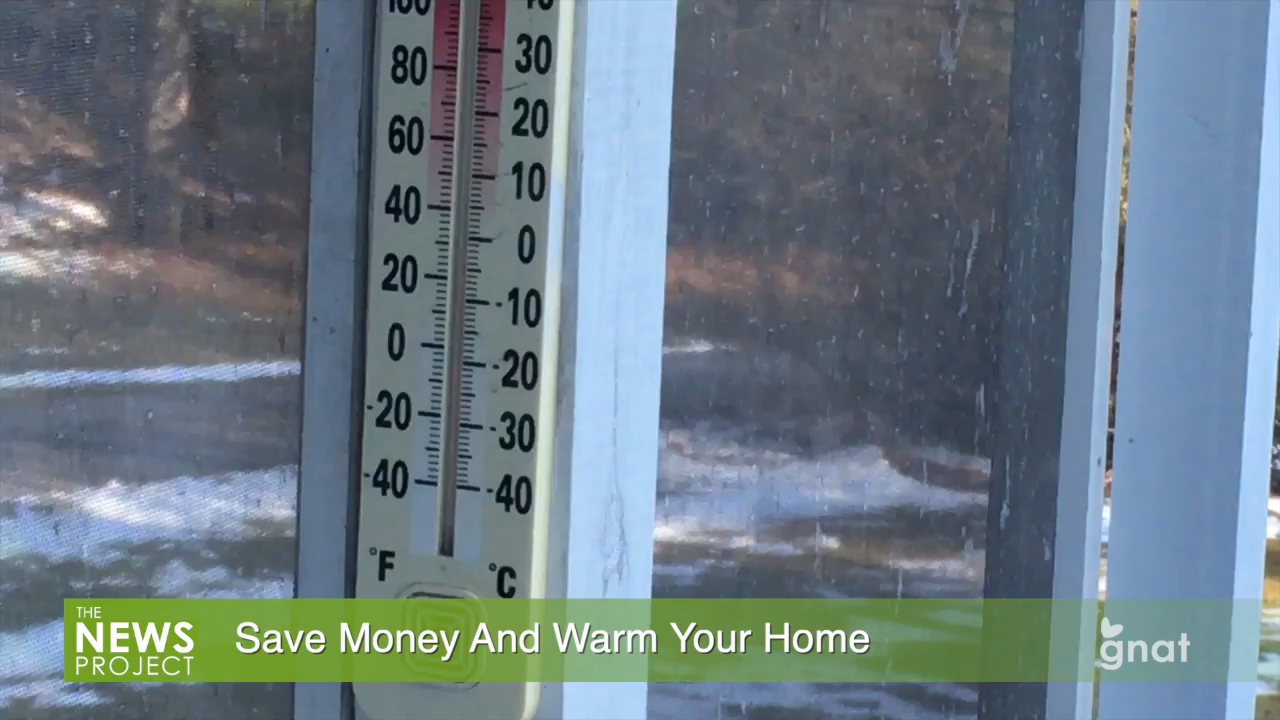 100 40
80 30
60 20
40 10
20 0
0 -10
-20 -20
-40 -30
-40
°F °C
THE
NEWS
PROJECT
Save Money And Warm Your Home
gnat